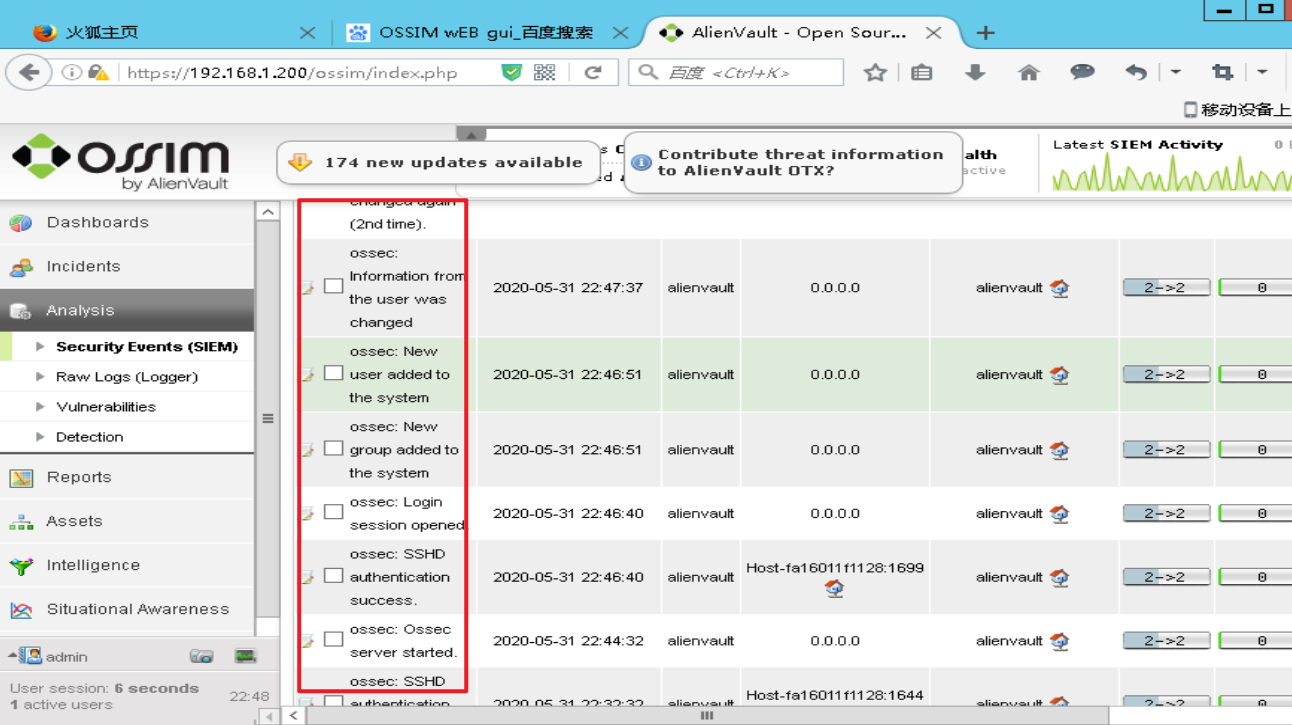 火狐主页
OSSIM wEB gui_百度搜索
AlienVault - Open Sour...
https://192.168.1.200/ossim/index.php
百度 <Ctrl+K>
移动设备上
OSSIM
by AlienVault
174 new updates available
Contribute threat information
to AlienVault OTX?
alth
active
Latest SIEM Activity
0
Dashboards
Incidents
Analysis
Security Events (SIEM)
Raw Logs (Logger)
Vulnerabilities
Detection
Reports
Assets
Intelligence
Situational Awareness
admin
User session: 6 seconds
1 active users
22:48
changed again
(2nd time).
ossec:
Information from
the user was
changed
2020-05-31 22:47:37 alienvault 0.0.0.0 alienvault 2->2 0
ossec: New
user added to
the system
2020-05-31 22:46:51 alienvault 0.0.0.0 alienvault 2->2 0
ossec: New
group added to
the system
2020-05-31 22:46:51 alienvault 0.0.0.0 alienvault 2->2 0
ossec: Login
session opened
2020-05-31 22:46:40 alienvault 0.0.0.0 alienvault 2->2 0
ossec: SSHD
authentication
success.
2020-05-31 22:46:40 alienvault Host-fa16011f1128:1699 alienvault 2->2 0
ossec: Ossec
server started.
2020-05-31 22:44:32 alienvault 0.0.0.0 alienvault 2->2 0
ossec: SSHD
authentication
2020-05-31 22:32:32 alienvault Host-fa16011f1128:1644 alienvault 2->2 0